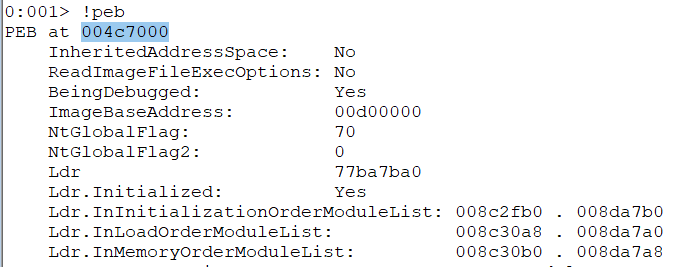 0:001> !peb
PEB at 004c7000
InheritedAddressSpace: No
ReadImageFileExecOptions: No
BeingDebugged: Yes
ImageBaseAddress: 00d00000
NtGlobalFlag: 70
NtGlobalFlag2: 0
Ldr 77ba7ba0
Ldr.Initialized: Yes
Ldr.InInitializationOrderModuleList: 008c2fb0 . 008da7b0
Ldr.InLoadOrderModuleList: 008c30a8 . 008da7a0
Ldr.InMemoryOrderModuleList: 008c30b0 . 008da7a8